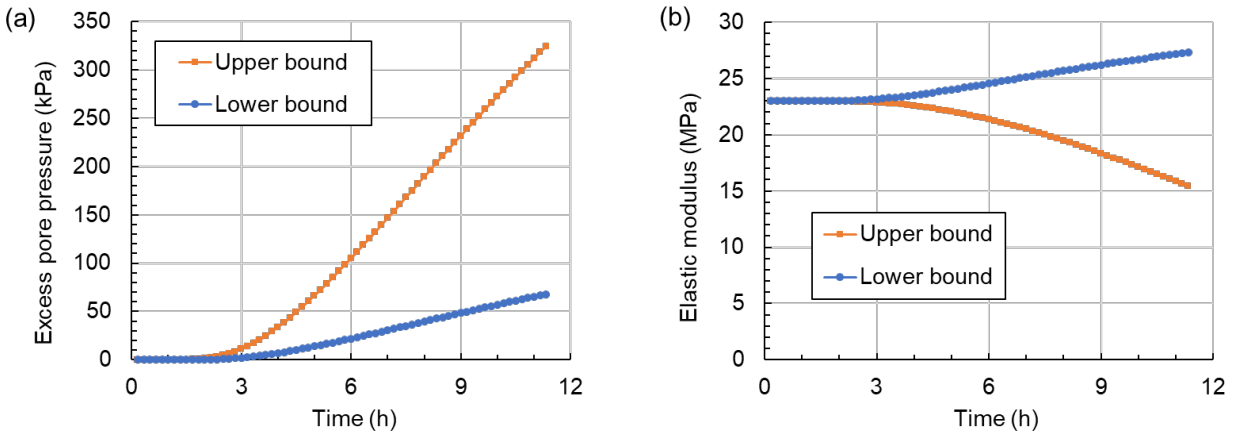 (a)
Excess pore pressure (kPa)
350
300
250
200
150
100
50
0
Upper bound
Lower bound
0 3 6 9 12
Time (h)
(b)
Elastic modulus (MPa)
30
25
20
15
10
5
0
Upper bound
Lower bound
0 3 6 9 12
Time (h)